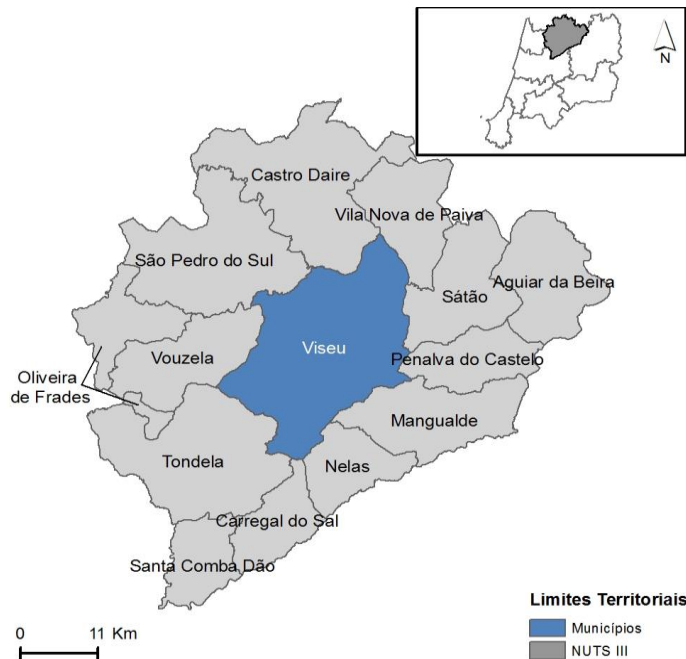 N
Castro Daire
Vila Nova de Paiva
São Pedro do Sul
Aguiar da Beira
Sátão
Viseu
Vouzela
Penalva do Castelo
Oliveira
de Frades
Mangualde
Tondela
Nelas
Carregal do Sal
Santa Comba Dão
Limites Territoriais
0 11 Km
Municípios
NUTS III